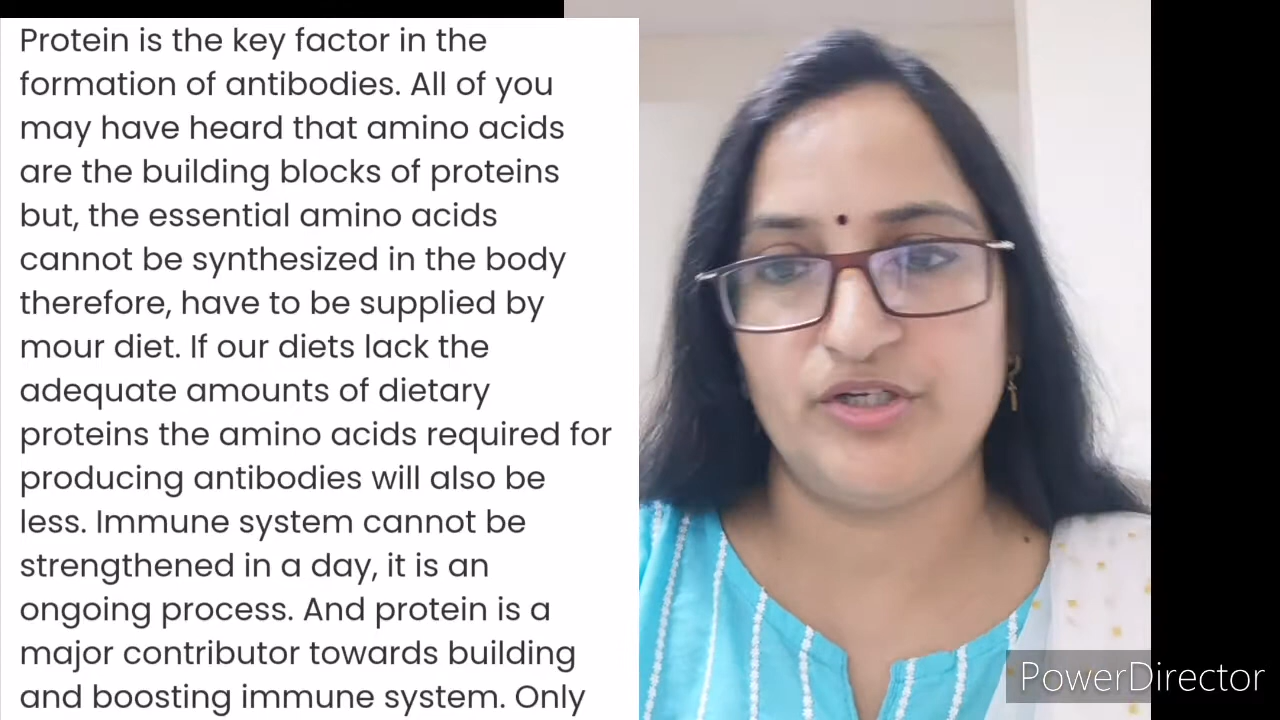 Protein is the key factor in the
formation of antibodies. All of you
may have heard that amino acids
are the building blocks of proteins
but, the essential amino acids
cannot be synthesized in the body
therefore, have to be supplied by
mour diet. If our diets lack the
adequate amounts of dietary
proteins the amino acids required for
producing antibodies will also be
less. Immune system cannot be
strengthened in a day, it is an
ongoing process. And protein is a
major contributor towards building
and boosting immune system. Only
PowerDirector